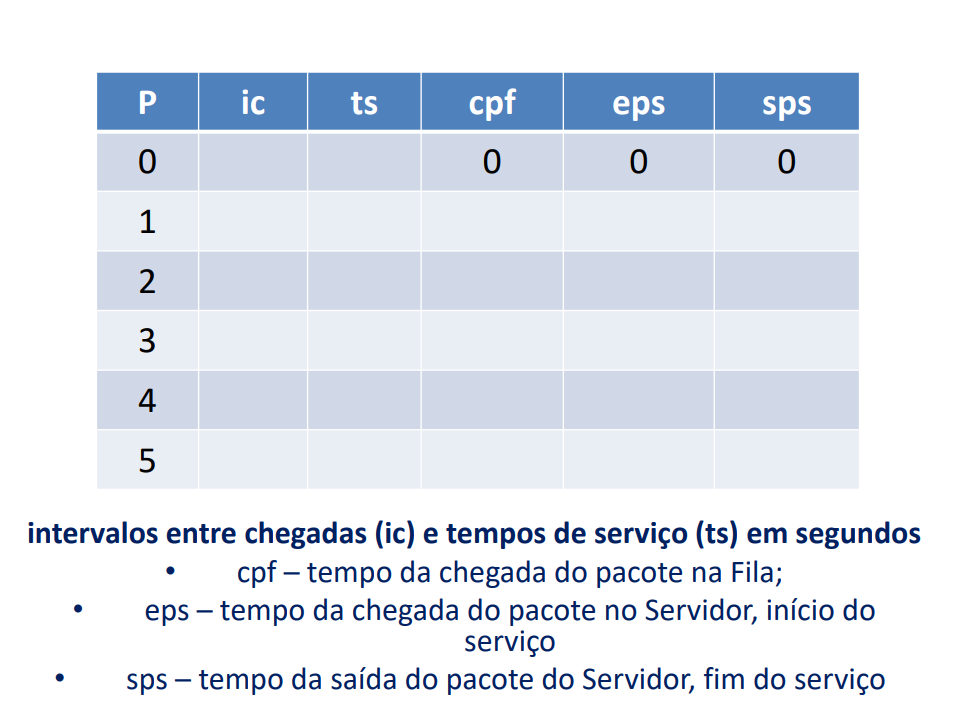 P ic ts cpf eps sps
0 0 0 0
1
2
3
4
5
intervalos entre chegadas (ic) e tempos de serviço (ts) em segundos
• cpf – tempo da chegada do pacote na Fila;
• eps – tempo da chegada do pacote no Servidor, início do
serviço
• sps – tempo da saída do pacote do Servidor, fim do serviço